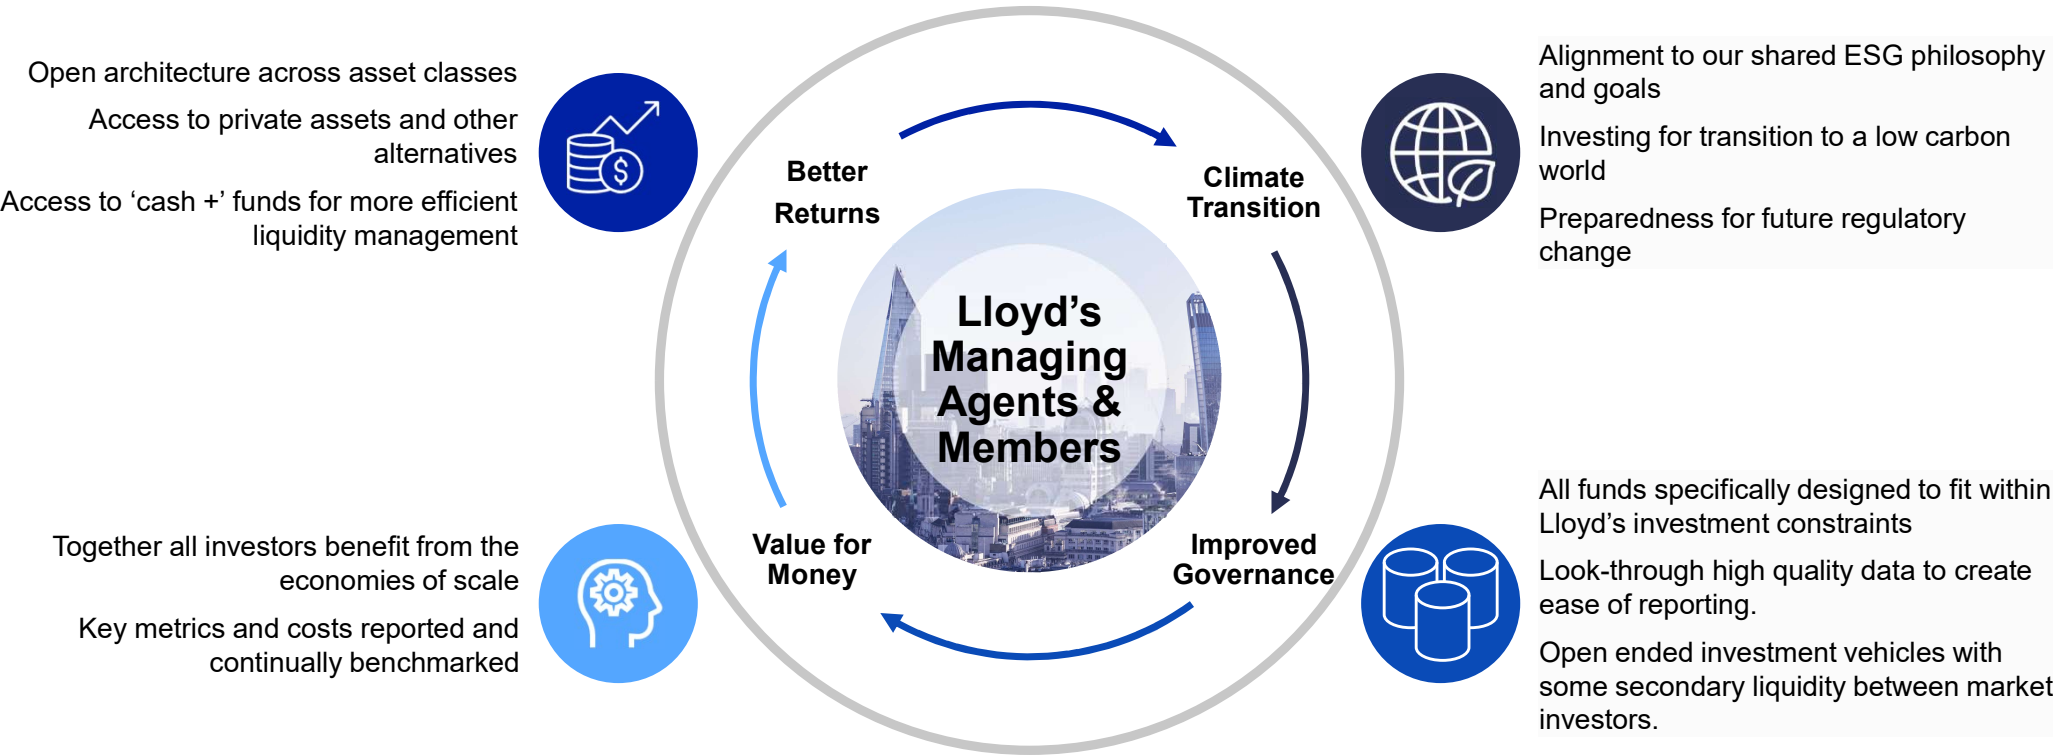 Open architecture across asset classes
Access to private assets and other
alternatives
Access to ‘cash +’ funds for more efficient
liquidity management
Better
Returns
Climate
Transition
Alignment to our shared ESG philosophy
and goals
Investing for transition to a low carbon
world
Preparedness for future regulatory
change
$
Lloyd’s
Managing
Agents &
Members
Together all investors benefit from the
economies of scale
Key metrics and costs reported and
continually benchmarked
Value for
Money
Improved
Governance
All funds specifically designed to fit within
Lloyd’s investment constraints
Look-through high quality data to create
ease of reporting.
Open ended investment vehicles with
some secondary liquidity between market
investors.